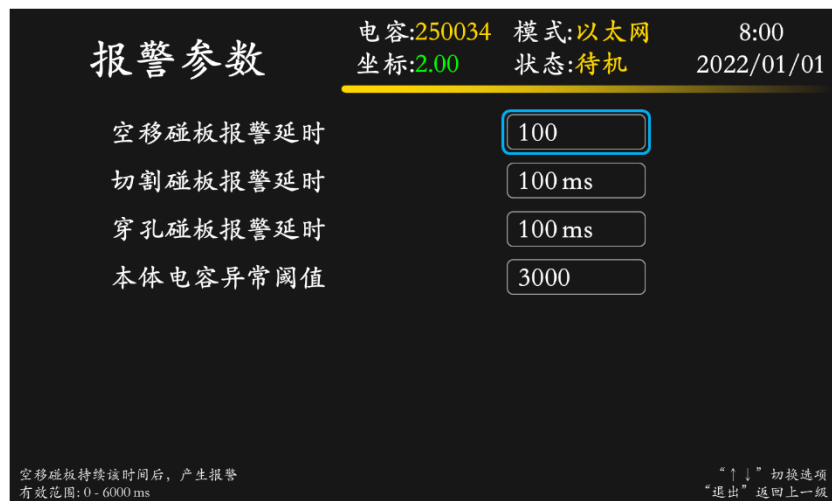 报警参数
电容:250034 模式:以太网 8:00
坐标:2.00 状态:待机 2022/01/01
空移碰板报警延时 100
切割碰板报警延时 100 ms
穿孔碰板报警延时 100 ms
本体电容异常阈值 3000
空移碰板持续该时间后，产生报警
有效范围: 0 - 6000 ms
“↑↓”切换选项
“退出”返回上一级